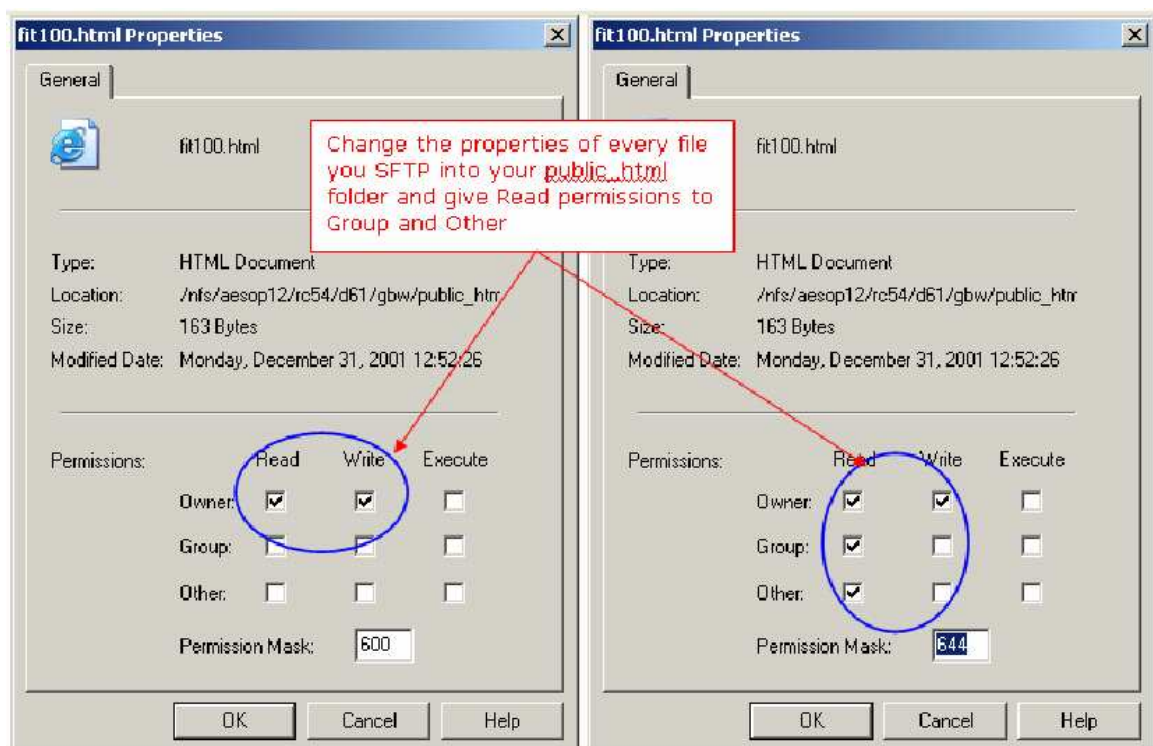 fit100.html Properties
General
fit100.html
Type: HTML Document
Location: /nfs/aesop12/rc54/d61/gbw/public_htm
Size: 163 Bytes
Modified Date: Monday, December 31, 2001 12:52:26
Permissions: Read Write Execute
Owner:
Group:
Other:
Permission Mask: 600
OK Cancel Help
Change the properties of every file
you SFTP into your public_html
folder and give Read permissions to
Group and Other
fit100.html Properties
General
fit100.html
Type: HTML Document
Location: /nfs/aesop12/rc54/d61/gbw/public_htm
Size: 163 Bytes
Modified Date: Monday, December 31, 2001 12:52:26
Permissions: Read Write Execute
Owner:
Group:
Other:
Permission Mask: 644
OK Cancel Help